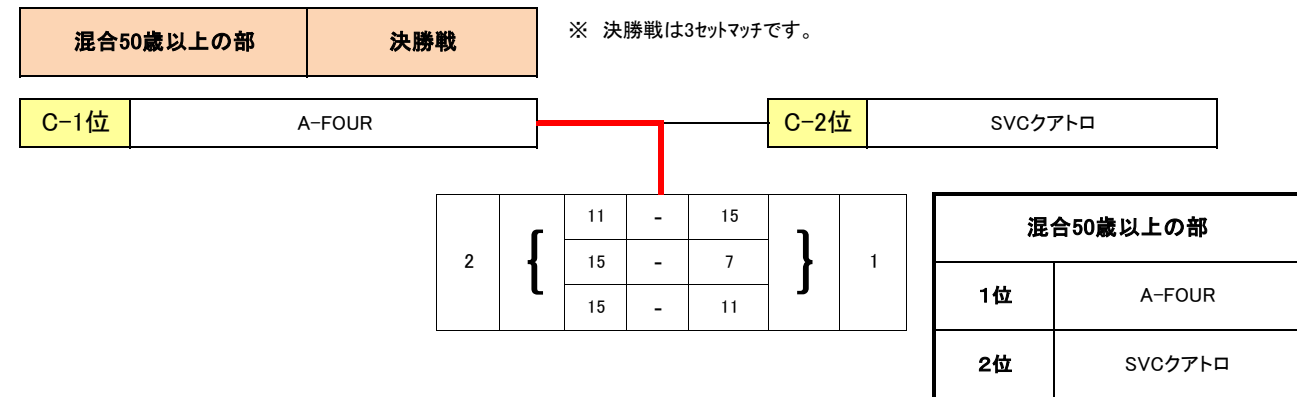 混合50歳以上の部 決勝戦
※ 決勝戦は3セットマッチです。
C-1位 A-FOUR
C-2位 SVCクアトロ
2 { 11 - 15 } 1
15 - 7
15 - 11
混合50歳以上の部
1位 A-FOUR
2位 SVCクアトロ